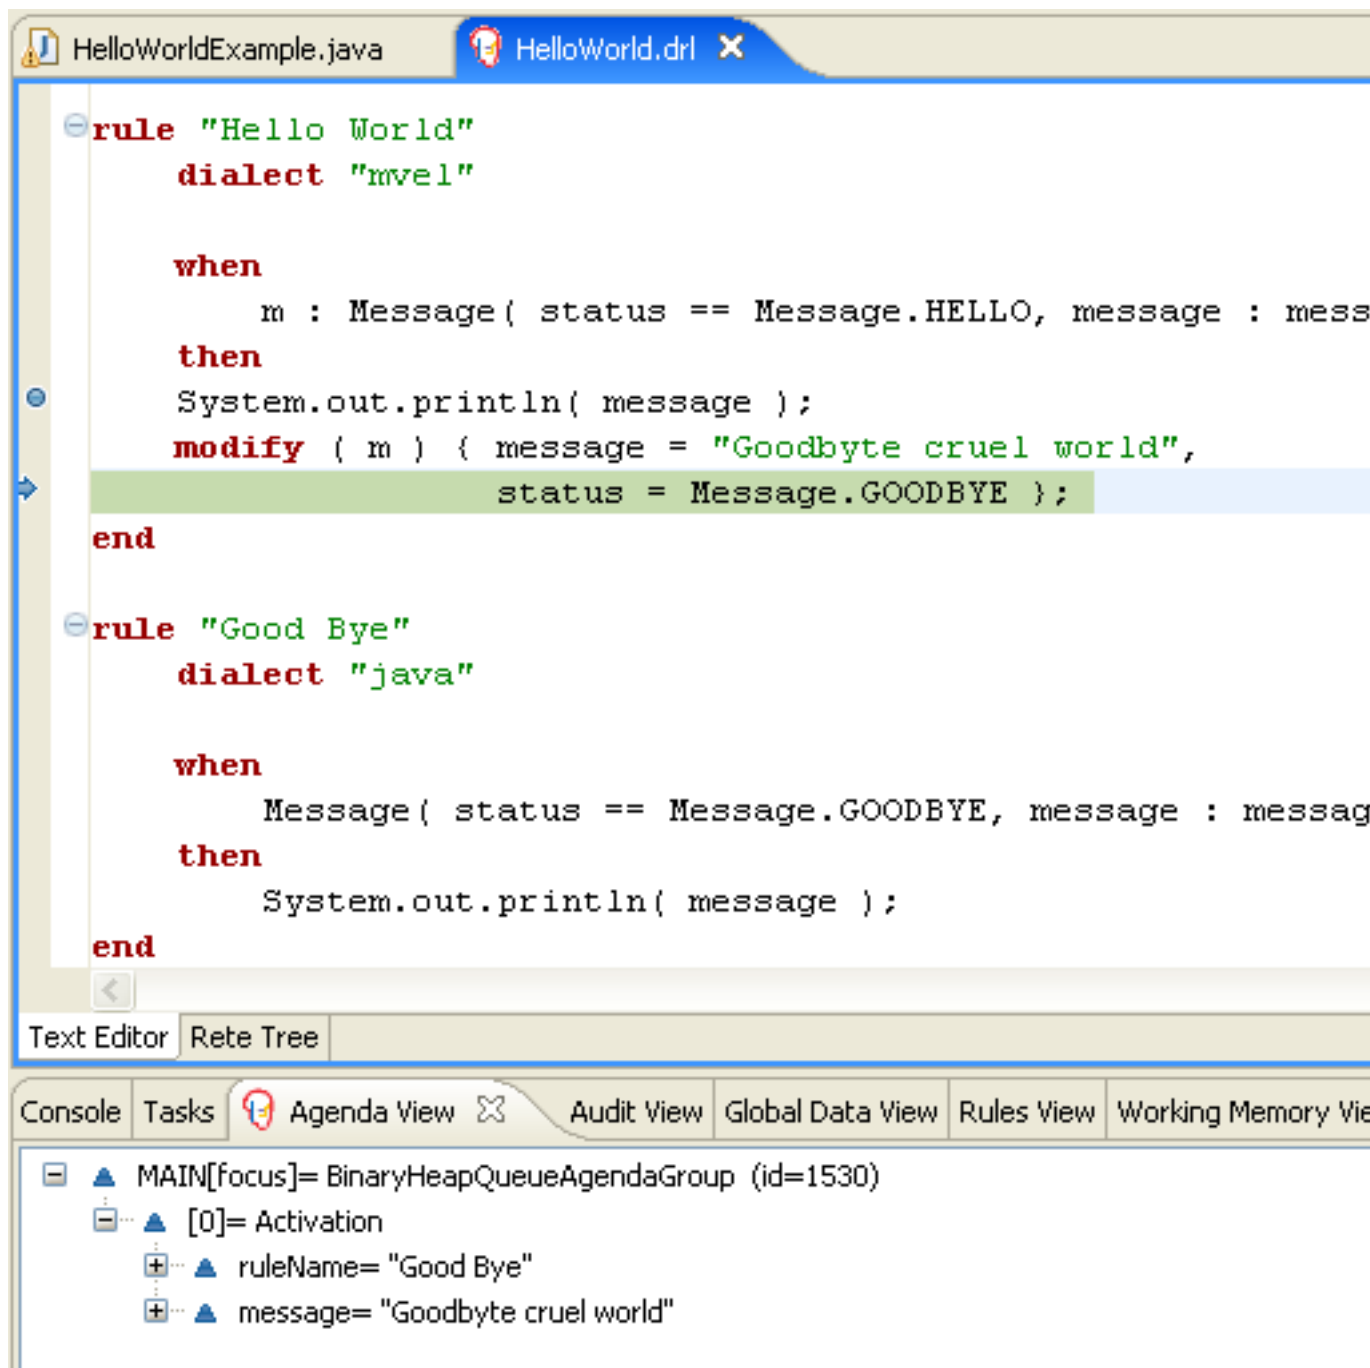 HelloWorldExample.java HelloWorld.drl
rule "Hello World"
dialect "mvel"
when
m : Message( status == Message.HELLO, message : mess
then
System.out.println( message );
modify ( m ) { message = "Goodbyte cruel world",
status = Message.GOODBYE };
end
rule "Good Bye"
dialect "java"
when
Message( status == Message.GOODBYE, message : messag
then
System.out.println( message );
end
Text Editor Rete Tree
Console Tasks Agenda View Audit View Global Data View Rules View Working Memory Vie
MAIN[focus]= BinaryHeapQueueAgendaGroup (id=1530)
[0]= Activation
ruleName= "Good Bye"
message= "Goodbyte cruel world"